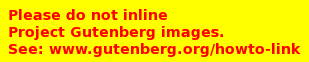 Please do not inline
Project Gutenberg images.
See: www.gutenberg.org/howto-link